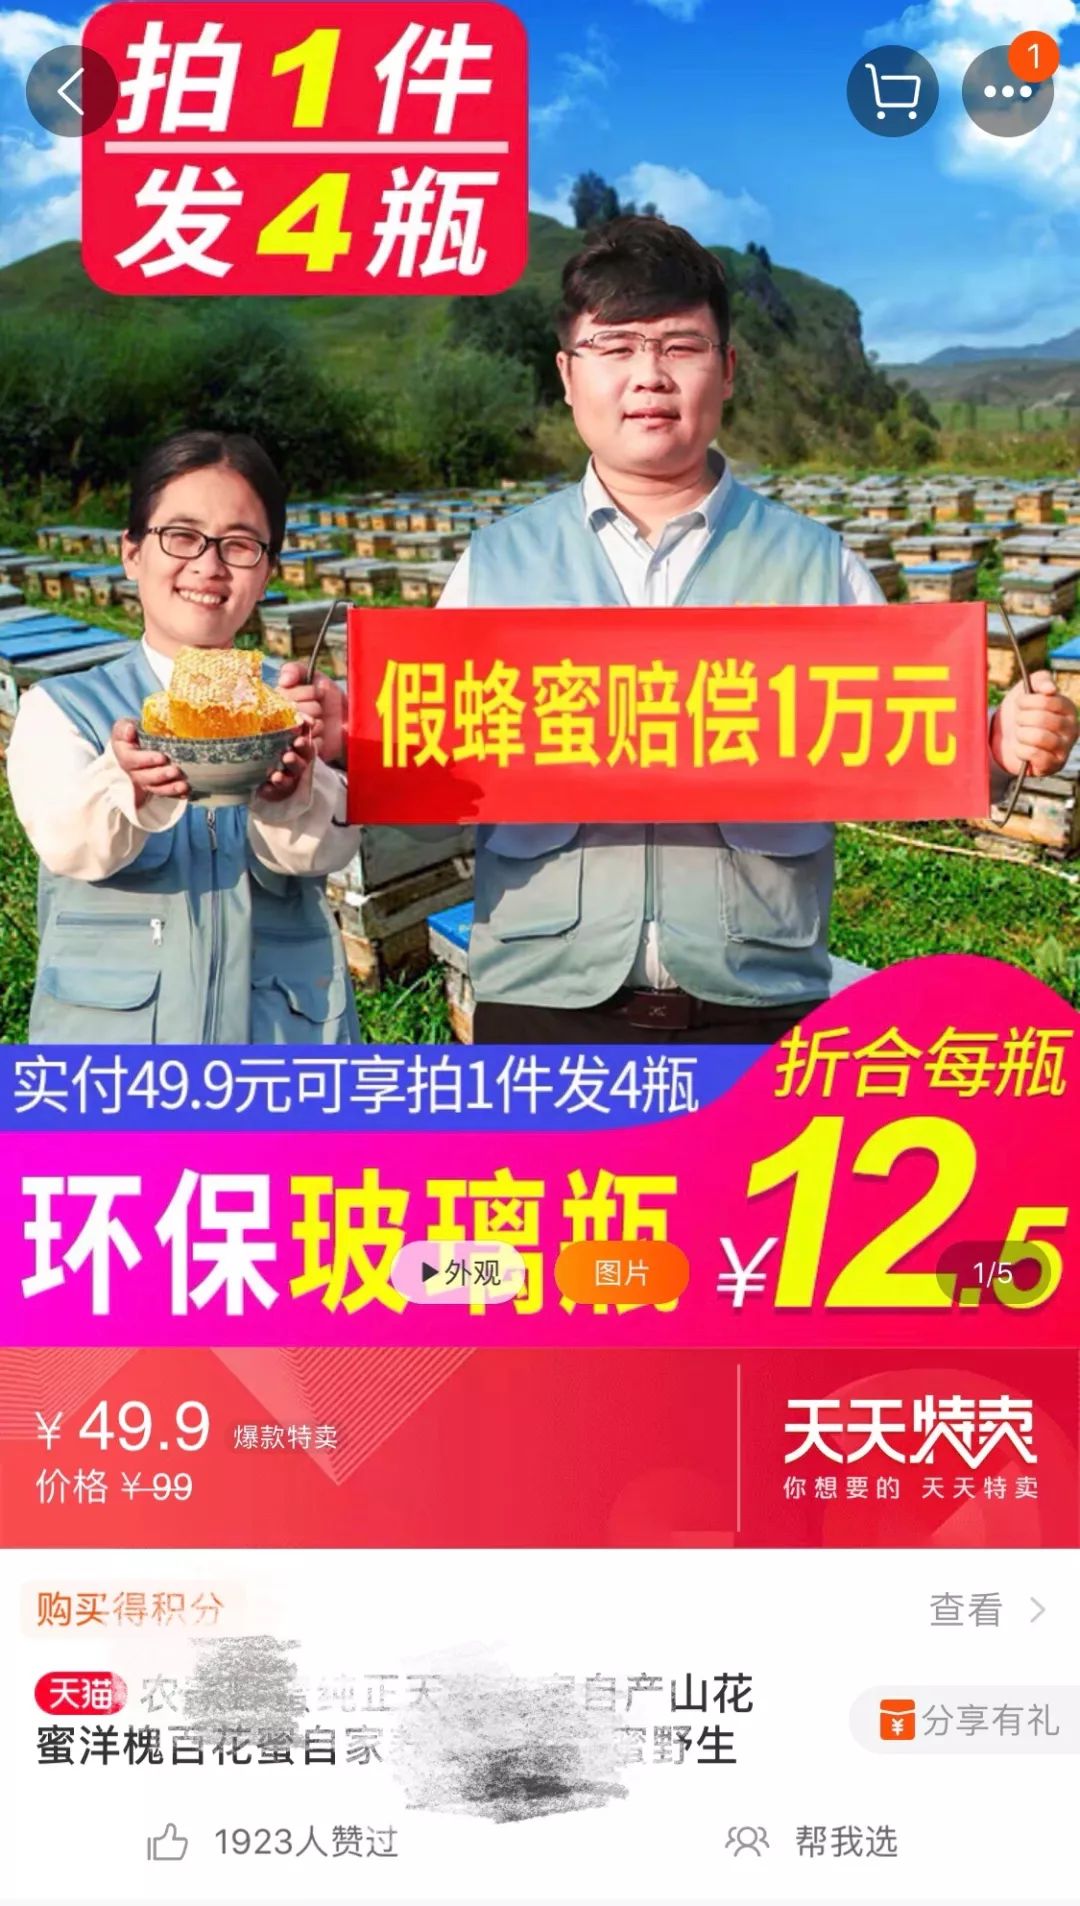 拍1件
发4瓶
1
假蜂蜜赔偿1万元
实付49.9元可享拍1件发4瓶
折合每瓶
环保玻璃瓶
¥12.5
外观
图片
1/5
¥49.9 爆款特卖
价格 ¥99
天天特卖
你想要的 天天特卖
购买得积分
查看
天猫 农 纯正天 自产山花
蜜洋槐百花蜜自家 蜜野生
分享有礼
1923人赞过
帮我选